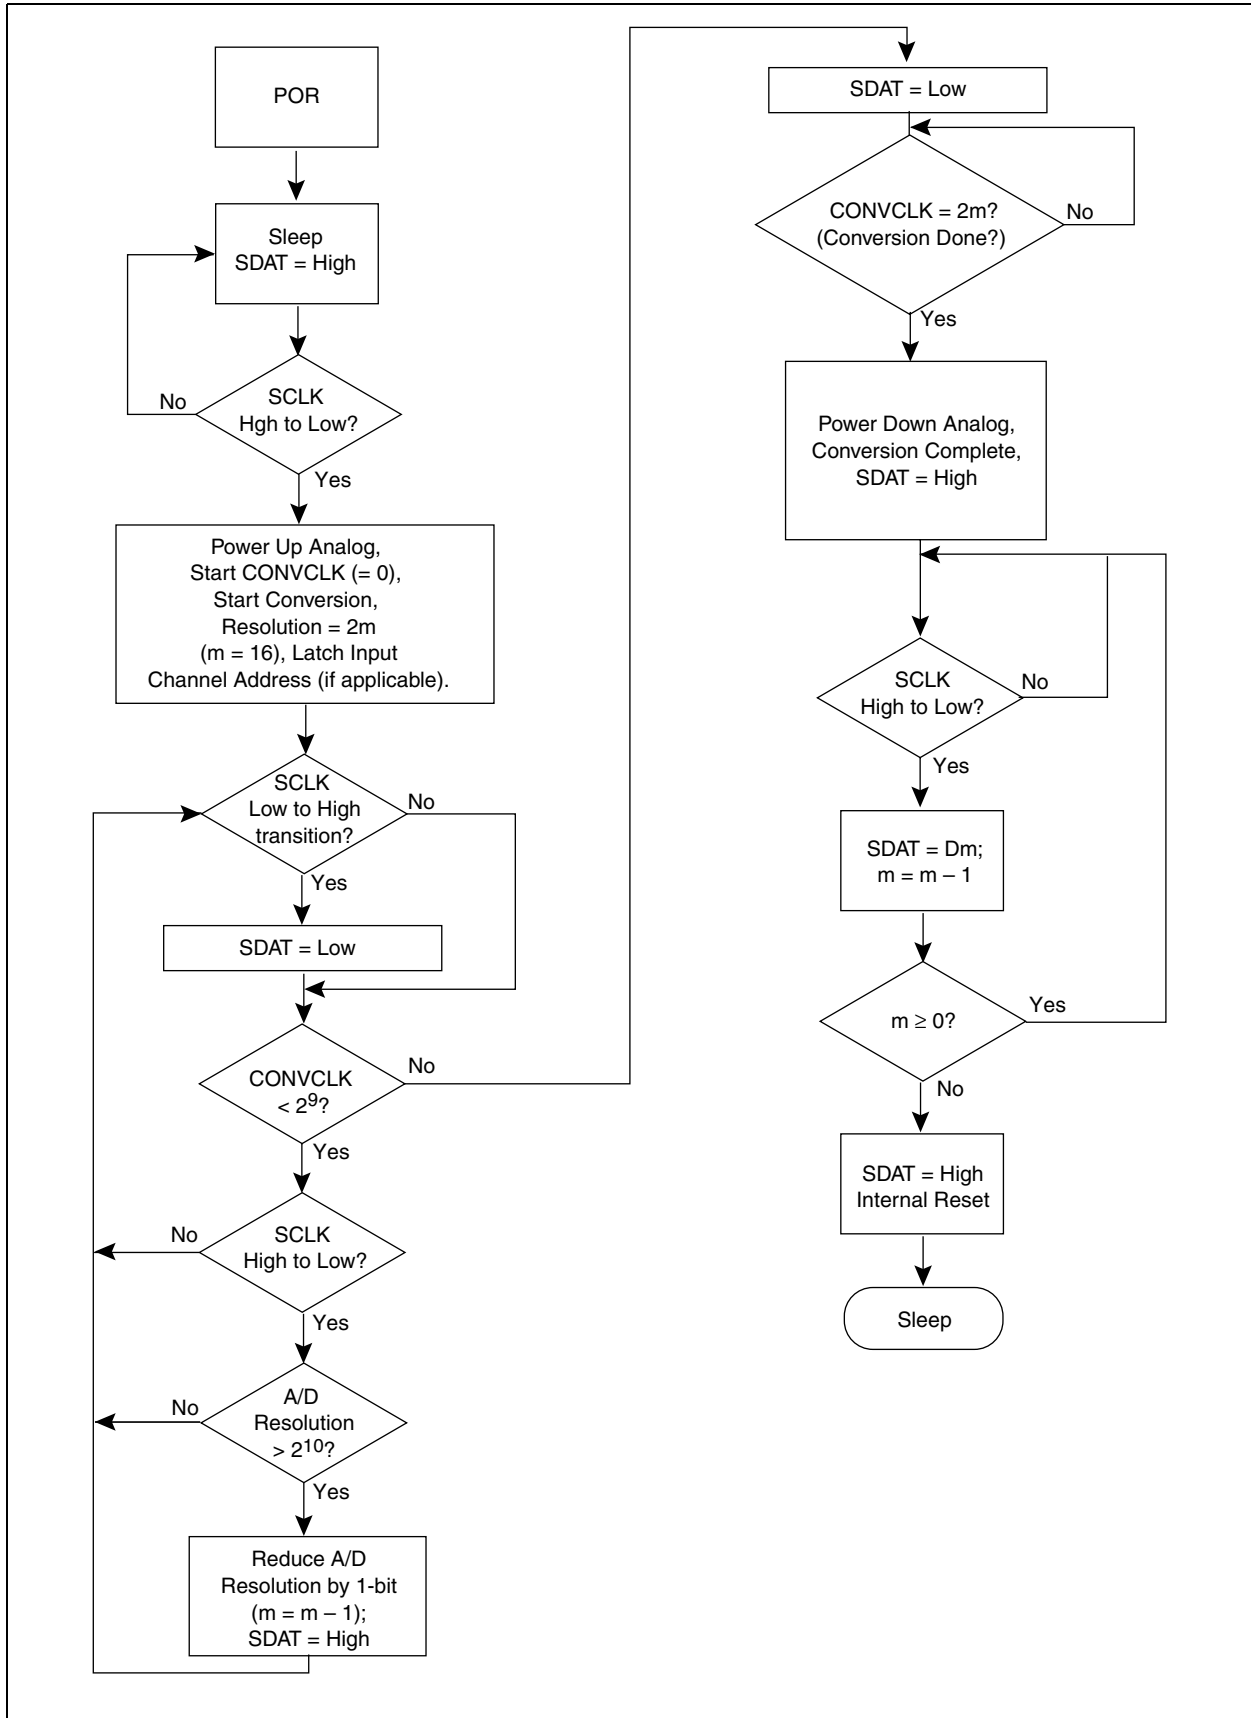 POR
Sleep
SDAT = High
SCLK
Hgh to Low?
No
Yes
Power Up Analog,
Start CONVCLK (= 0),
Start Conversion,
Resolution = 2m
(m = 16), Latch Input
Channel Address (if applicable).
SCLK
Low to High
transition?
No
Yes
SDAT = Low
CONVCLK
< 2⁹?
No
Yes
SCLK
High to Low?
No
Yes
A/D
Resolution
> 2¹⁰?
No
Yes
Reduce A/D
Resolution by 1-bit
(m = m – 1);
SDAT = High
SDAT = Low
CONVCLK = 2m?
(Conversion Done?)
No
Yes
Power Down Analog,
Conversion Complete,
SDAT = High
SCLK
High to Low?
No
Yes
SDAT = Dm;
m = m – 1
m ≥ 0?
Yes
No
SDAT = High
Internal Reset
Sleep